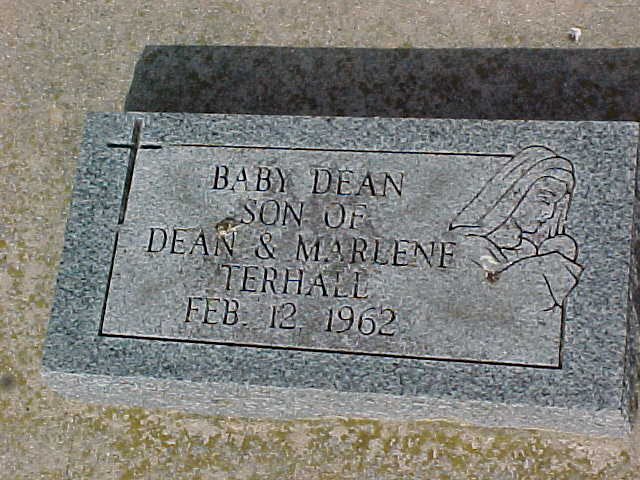 BABY DEAN
SON OF
DEAN & MARLENE
TERHALL
FEB. 12, 1962